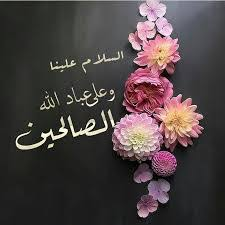 السلام علينا
وعلى عباد الله
الصالحين